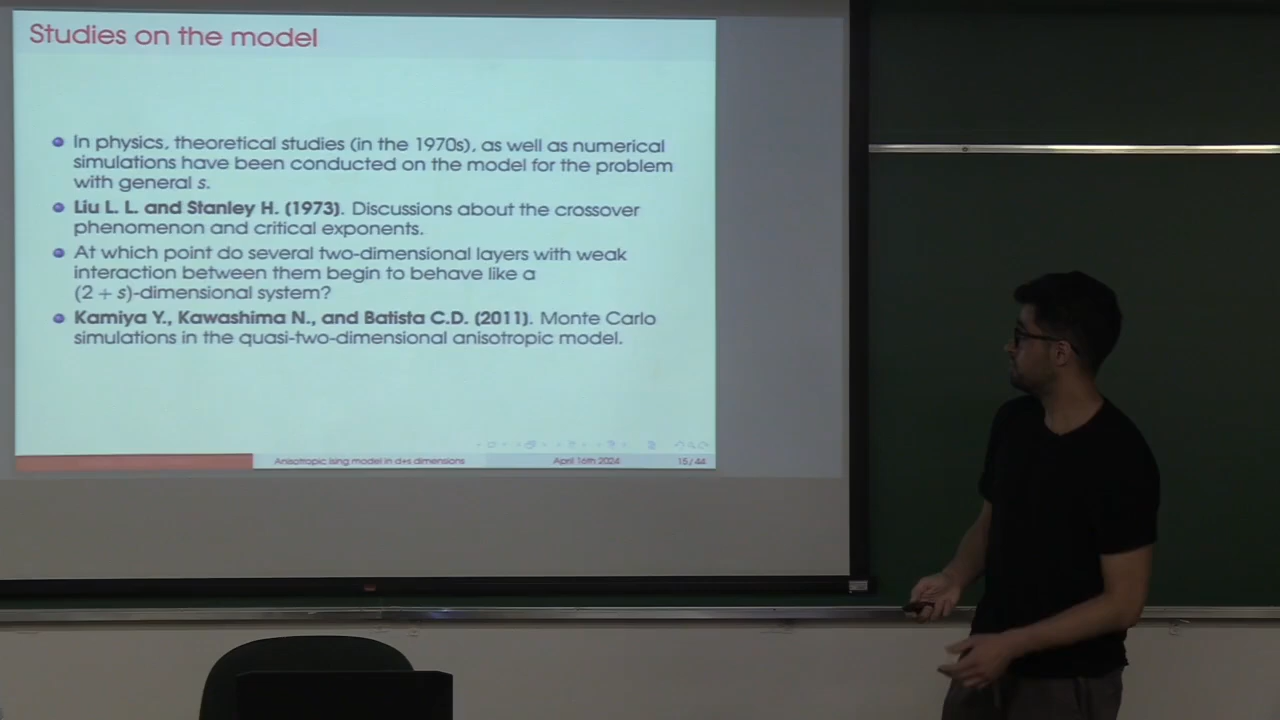 Studies on the model
In physics, theoretical studies (in the 1970s), as well as numerical
simulations have been conducted on the model for the problem
with general s.
Liu L. L. and Stanley H. (1973). Discussions about the crossover
phenomenon and critical exponents.
At which point do several two-dimensional layers with weak
interaction between them begin to behave like a
(2 + s)-dimensional system?
Kamiya Y., Kawashima N., and Batista C.D. (2011). Monte Carlo
simulations in the quasi-two-dimensional anisotropic model.
Anisotropic Ising model in d+s dimensions April 16th 2024 15 / 44